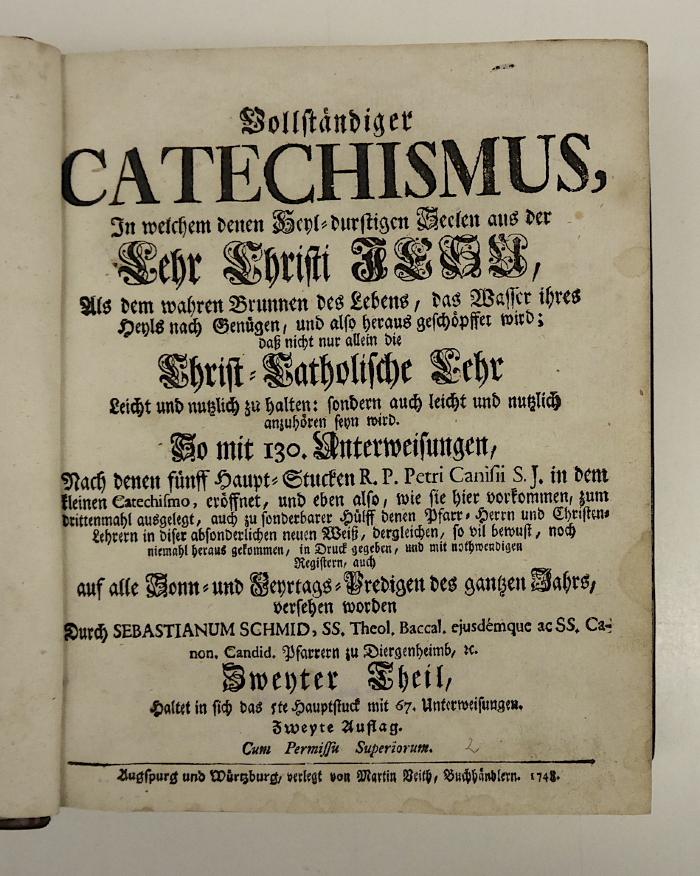 Vollständiger
CATECHISMUS,
In welchem denen Heyl-durstigen Seelen aus der
Lehr Christi JESU,
Als dem wahren Brunnen des Lebens, das Wasser ihres
Heyls nach Genügen, und also heraus geschöpffet wird;
daß nicht nur allein die
Christ-Catholische Lehr
Leicht und nutzlich zu halten: sondern auch leicht und nutzlich
anzuhören seyn wird.
So mit 130. Unterweisungen,
Nach denen fünff Haupt-Stucken R. P. Petri Canisii S. J. in dem
kleinen Catechismo, eröffnet, und eben also, wie sie hier vorkommen, zum
drittenmahl ausgelegt, auch zu sonderbarer Hülff denen Pfarr-Herrn und Christen-
Lehrern in diser absonderlichen neuen Weiß, dergleichen, so vil bewust, noch
niemahl heraus gekommen, in Druck gegeben, und mit nothwendigen
Registern, auch
auf alle Sonn- und Feyrtags-Predigen des gantzen Jahrs,
versehen worden
Durch SEBASTIANUM SCHMID, SS. Theol. Baccal. ejusdémque ac SS. Ca-
non. Candid. Pfarrern zu Diergenheimb, ꝛc.
Zweyter Theil,
Haltet in sich das 5te Hauptstuck mit 67. Unterweisungen.
Zweyte Auflag.
Cum Permissu Superiorum. 2
Augspurg und Würtzburg, verlegt von Martin Veith, Buchhändlern. 1748.